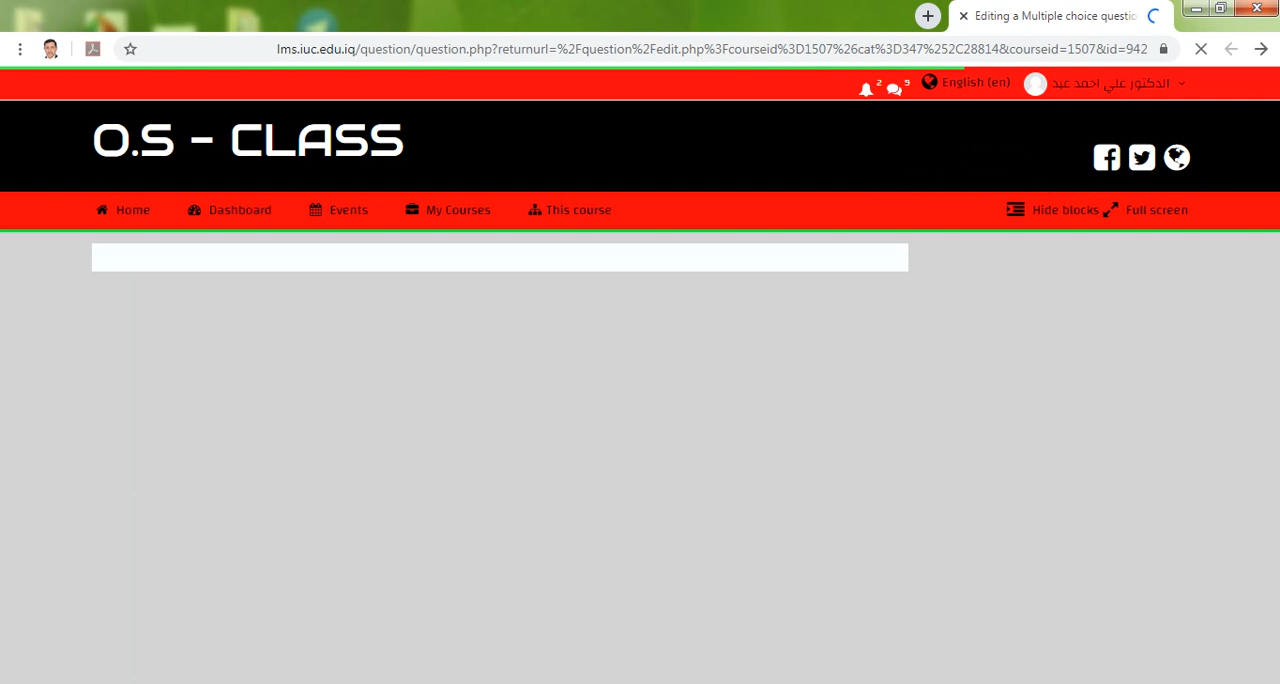 Editing a Multiple choice questio
lms.iuc.edu.iq/question/question.php?returnurl=%2Fquestion%2Fedit.php%3Fcourseid%3D1507%26cat%3D347%252C28814&courseid=1507&id=942
2 9 English (en) الدكتور علي احمد عيد
O.S - CLASS
Home Dashboard Events My Courses This course Hide blocks Full screen